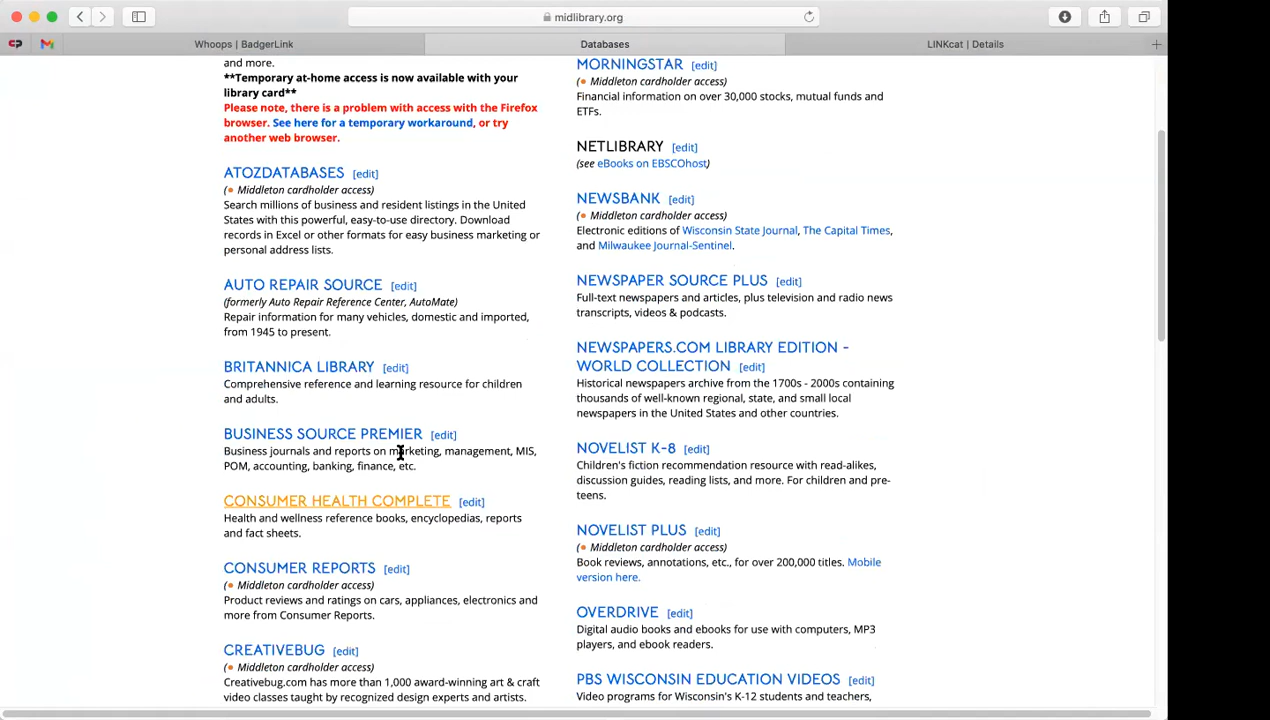 midlibrary.org
Whoops | BadgerLink
Databases
LINKcat | Details
and more.
**Temporary at-home access is now available with your
library card**
Please note, there is a problem with access with the Firefox
browser. See here for a temporary workaround, or try
another web browser.
ATOZDATABASES [edit]
(● Middleton cardholder access)
Search millions of business and resident listings in the United
States with this powerful, easy-to-use directory. Download
records in Excel or other formats for easy business marketing or
personal address lists.
AUTO REPAIR SOURCE [edit]
(formerly Auto Repair Reference Center, AutoMate)
Repair information for many vehicles, domestic and imported,
from 1945 to present.
BRITANNICA LIBRARY [edit]
Comprehensive reference and learning resource for children
and adults.
BUSINESS SOURCE PREMIER [edit]
Business journals and reports on marketing, management, MIS,
POM, accounting, banking, finance, etc.
CONSUMER HEALTH COMPLETE [edit]
Health and wellness reference books, encyclopedias, reports
and fact sheets.
CONSUMER REPORTS [edit]
(● Middleton cardholder access)
Product reviews and ratings on cars, appliances, electronics and
more from Consumer Reports.
CREATIVEBUG [edit]
(● Middleton cardholder access)
Creativebug.com has more than 1,000 award-winning art & craft
video classes taught by recognized design experts and artists.
MORNINGSTAR [edit]
(● Middleton cardholder access)
Financial information on over 30,000 stocks, mutual funds and
ETFs.
NETLIBRARY [edit]
(see eBooks on EBSCOhost)
NEWSBANK [edit]
(● Middleton cardholder access)
Electronic editions of Wisconsin State Journal, The Capital Times,
and Milwaukee Journal-Sentinel.
NEWSPAPER SOURCE PLUS [edit]
Full-text newspapers and articles, plus television and radio news
transcripts, videos & podcasts.
NEWSPAPERS.COM LIBRARY EDITION -
WORLD COLLECTION [edit]
Historical newspapers archive from the 1700s - 2000s containing
thousands of well-known regional, state, and small local
newspapers in the United States and other countries.
NOVELIST K-8 [edit]
Children's fiction recommendation resource with read-alikes,
discussion guides, reading lists, and more. For children and pre-
teens.
NOVELIST PLUS [edit]
(● Middleton cardholder access)
Book reviews, annotations, etc., for over 200,000 titles. Mobile
version here.
OVERDRIVE [edit]
Digital audio books and ebooks for use with computers, MP3
players, and ebook readers.
PBS WISCONSIN EDUCATION VIDEOS [edit]
Video programs for Wisconsin's K-12 students and teachers,